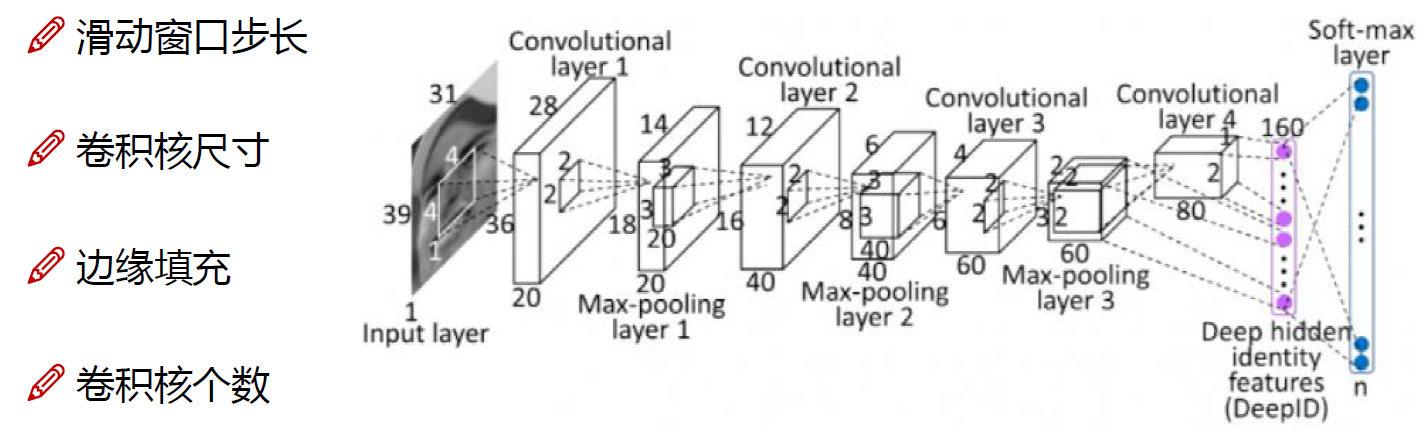 滑动窗口步长
卷积核尺寸
边缘填充
卷积核个数
31
4
4
39
1
1
Input layer
Convolutional
layer 1
28
2
2
36
20
14
3
3
18
20
20
Max-pooling
layer 1
Convolutional
layer 2
12
2
2
16
40
6
3
3
8
40
40
Max-pooling
layer 2
Convolutional
layer 3
4
2
2
6
60
2
2
3
2
60
Max-pooling
layer 3
Convolutional
layer 4
1
2
80
160
Deep hidden
identity
features
(DeepID)
Soft-max
layer
n